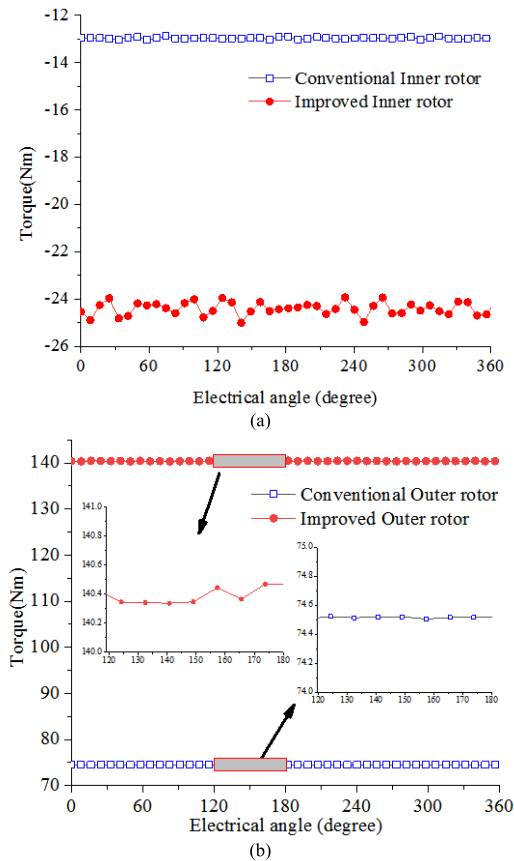 -12
-14
-16
-18
-20
-22
-24
-26
Torque(Nm)
Conventional Inner rotor
Improved Inner rotor
0 60 120 180 240 300 360
Electrical angle (degree)
(a)
140
130
120
110
100
90
80
70
Torque(Nm)
Conventional Outer rotor
Improved Outer rotor
141.0
140.8
140.6
140.4
140.2
140.0
120 130 140 150 160 170 180
75.0
74.8
74.6
74.4
74.2
74.0
120 130 140 150 160 170 180
0 60 120 180 240 300 360
Electrical angle (degree)
(b)